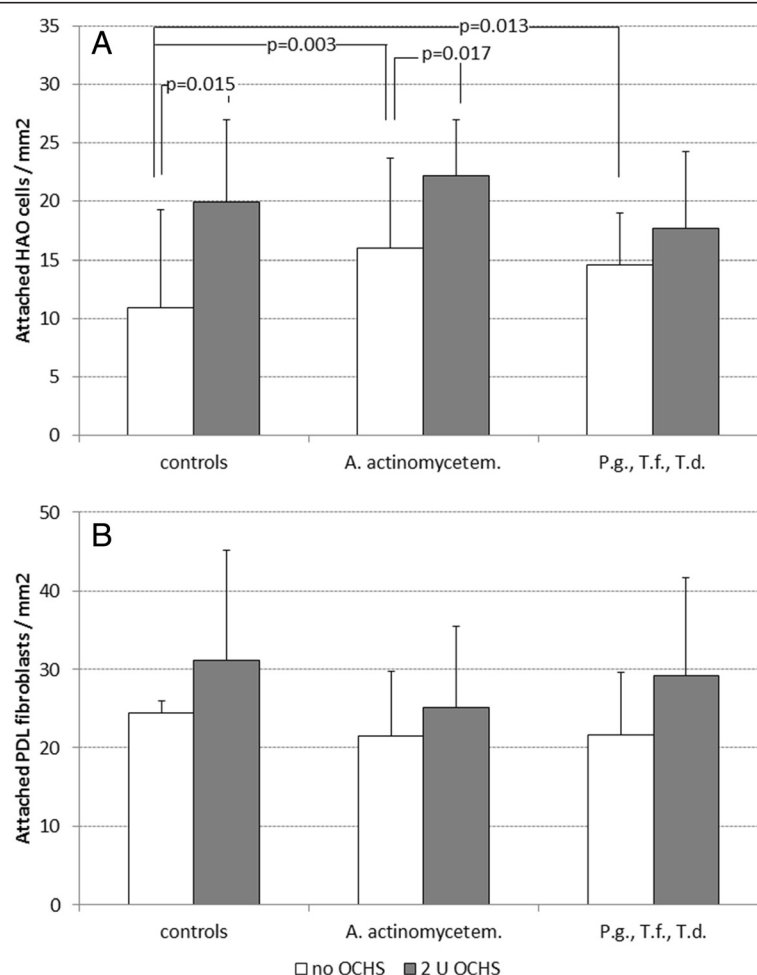 A
Attached HAO cells / mm2
35
30
25
20
15
10
5
0
p=0.013
p=0.003
p=0.017
p=0.015
controls
A. actinomycetem.
P.g., T.f., T.d.
B
Attached PDL fibroblasts / mm2
50
40
30
20
10
0
controls
A. actinomycetem.
P.g., T.f., T.d.
no OCHS
2 U OCHS